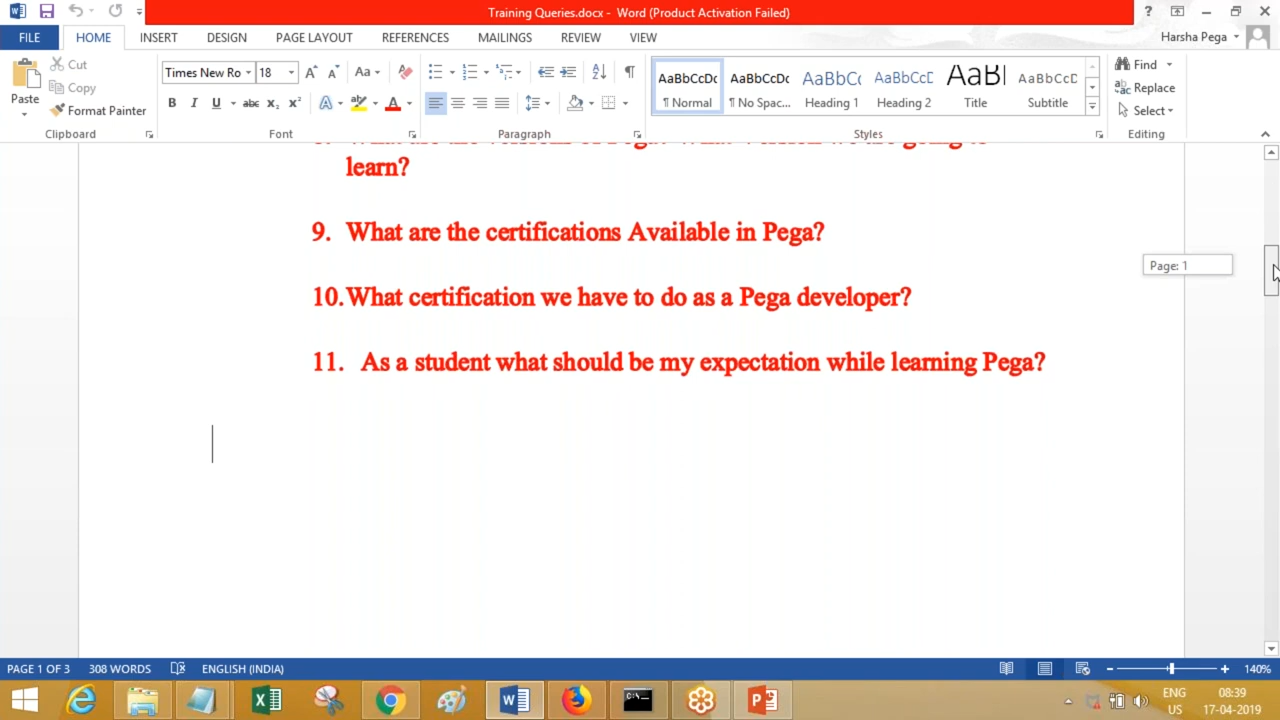 Training Queries.docx - Word (Product Activation Failed)
FILE HOME INSERT DESIGN PAGE LAYOUT REFERENCES MAILINGS REVIEW VIEW Harsha Pega
Paste
Cut
Copy
Format Painter
Clipboard
Times New Ro 18
Font
Paragraph
AaBbCcDc AaBbCcDc AaBbC AaBbCcC AaB AaBbCcC
¶ Normal ¶ No Spac... Heading 1 Heading 2 Title Subtitle
Styles
Find
Replace
Select
Editing
learn?
9. What are the certifications Available in Pega?
Page: 1
10. What certification we have to do as a Pega developer?
11. As a student what should be my expectation while learning Pega?
PAGE 1 OF 3 308 WORDS ENGLISH (INDIA) 140%
ENG 08:39
US 17-04-2019